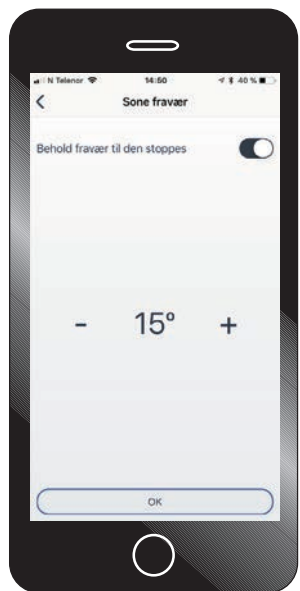 N Telenor 14:50 40 %
Sone fravær
Behold fravær til den stoppes
- 15° +
OK